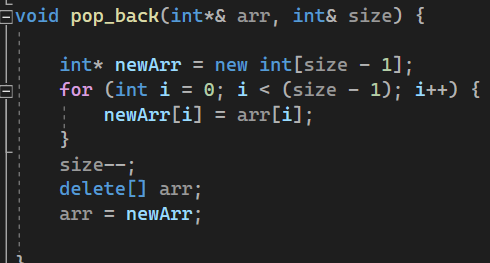 void pop_back(int*& arr, int& size) {
int* newArr = new int[size - 1];
for (int i = 0; i < (size - 1); i++) {
newArr[i] = arr[i];
}
size--;
delete[] arr;
arr = newArr;
}